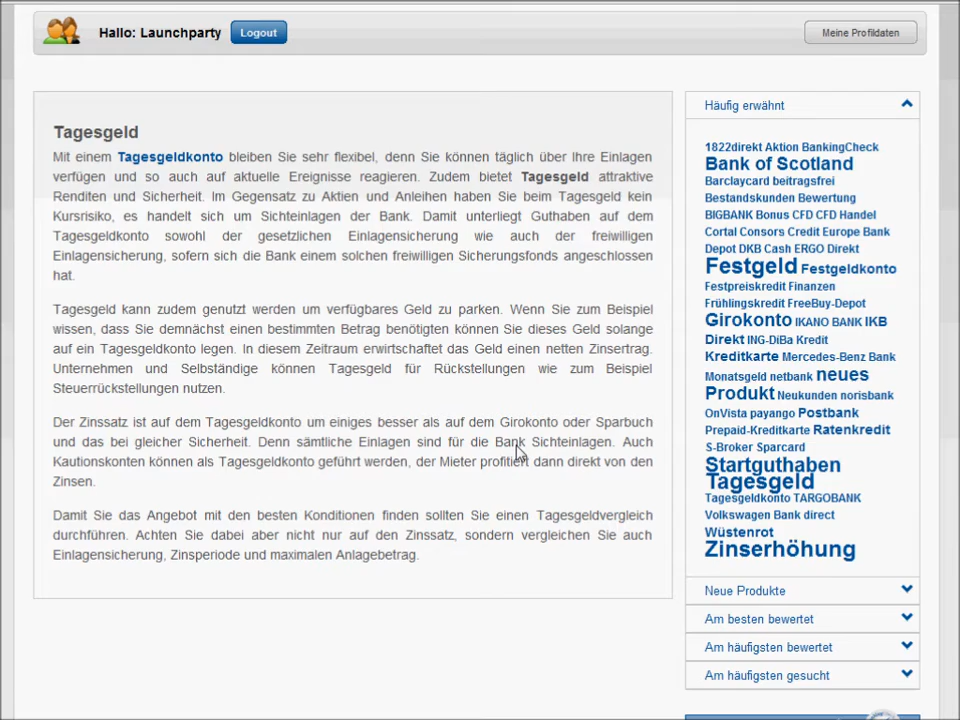 Hallo: Launchparty
Logout
Meine Profildaten
Tagesgeld
Mit einem Tagesgeldkonto bleiben Sie sehr flexibel, denn Sie können täglich über Ihre Einlagen
verfügen und so auch auf aktuelle Ereignisse reagieren. Zudem bietet Tagesgeld attraktive
Renditen und Sicherheit. Im Gegensatz zu Aktien und Anleihen haben Sie beim Tagesgeld kein
Kursrisiko, es handelt sich um Sichteinlagen der Bank. Damit unterliegt Guthaben auf dem
Tagesgeldkonto sowohl der gesetzlichen Einlagensicherung wie auch der freiwilligen
Einlagensicherung, sofern sich die Bank einem solchen freiwilligen Sicherungsfonds angeschlossen
hat.
Tagesgeld kann zudem genutzt werden um verfügbares Geld zu parken. Wenn Sie zum Beispiel
wissen, dass Sie demnächst einen bestimmten Betrag benötigten können Sie dieses Geld solange
auf ein Tagesgeldkonto legen. In diesem Zeitraum erwirtschaftet das Geld einen netten Zinsertrag.
Unternehmen und Selbständige können Tagesgeld für Rückstellungen wie zum Beispiel
Steuerrückstellungen nutzen.
Der Zinssatz ist auf dem Tagesgeldkonto um einiges besser als auf dem Girokonto oder Sparbuch
und das bei gleicher Sicherheit. Denn sämtliche Einlagen sind für die Bank Sichteinlagen. Auch
Kautionskonten können als Tagesgeldkonto geführt werden, der Mieter profitiert dann direkt von den
Zinsen.
Damit Sie das Angebot mit den besten Konditionen finden sollten Sie einen Tagesgeldvergleich
durchführen. Achten Sie dabei aber nicht nur auf den Zinssatz, sondern vergleichen Sie auch
Einlagensicherung, Zinsperiode und maximalen Anlagebetrag.
Häufig erwähnt
1822direkt Aktion BankingCheck
Bank of Scotland
Barclaycard beitragsfrei
Bestandskunden Bewertung
BIGBANK Bonus CFD CFD Handel
Cortal Consors Credit Europe Bank
Depot DKB Cash ERGO Direkt
Festgeld Festgeldkonto
Festpreiskredit Finanzen
Frühlingskredit FreeBuy-Depot
Girokonto IKANO BANK IKB
Direkt ING-DiBa Kredit
Kreditkarte Mercedes-Benz Bank
Monatsgeld netbank neues
Produkt Neukunden norisbank
OnVista payango Postbank
Prepaid-Kreditkarte Ratenkredit
S-Broker Sparcard
Startguthaben
Tagesgeld
Tagesgeldkonto TARGOBANK
Volkswagen Bank direct
Wüstenrot
Zinserhöhung
Neue Produkte
Am besten bewertet
Am häufigsten bewertet
Am häufigsten gesucht